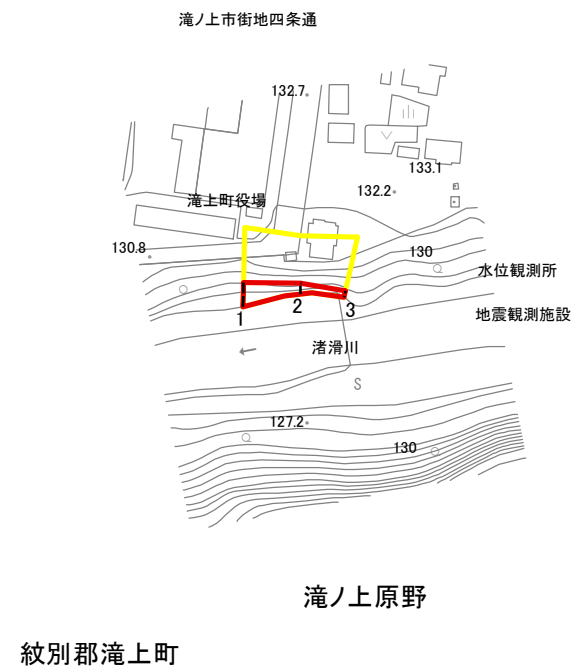 滝ノ上市街地四条通
132.7
133.1
132.2
滝上町役場
130.8
130
水位観測所
地震観測施設
1
2
3
渚滑川
S
127.2
130
滝ノ上原野
紋別郡滝上町